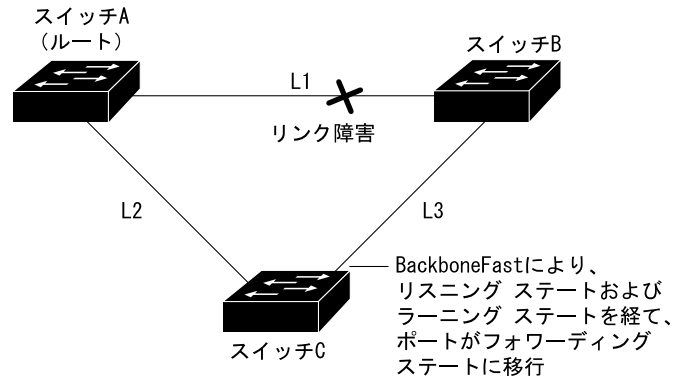 スイッチA
（ルート）
スイッチB
L1
リンク障害
L2
L3
BackboneFastにより、
リスニング ステートおよび
ラーニング ステートを経て、
ポートがフォワーディング
ステートに移行
スイッチC